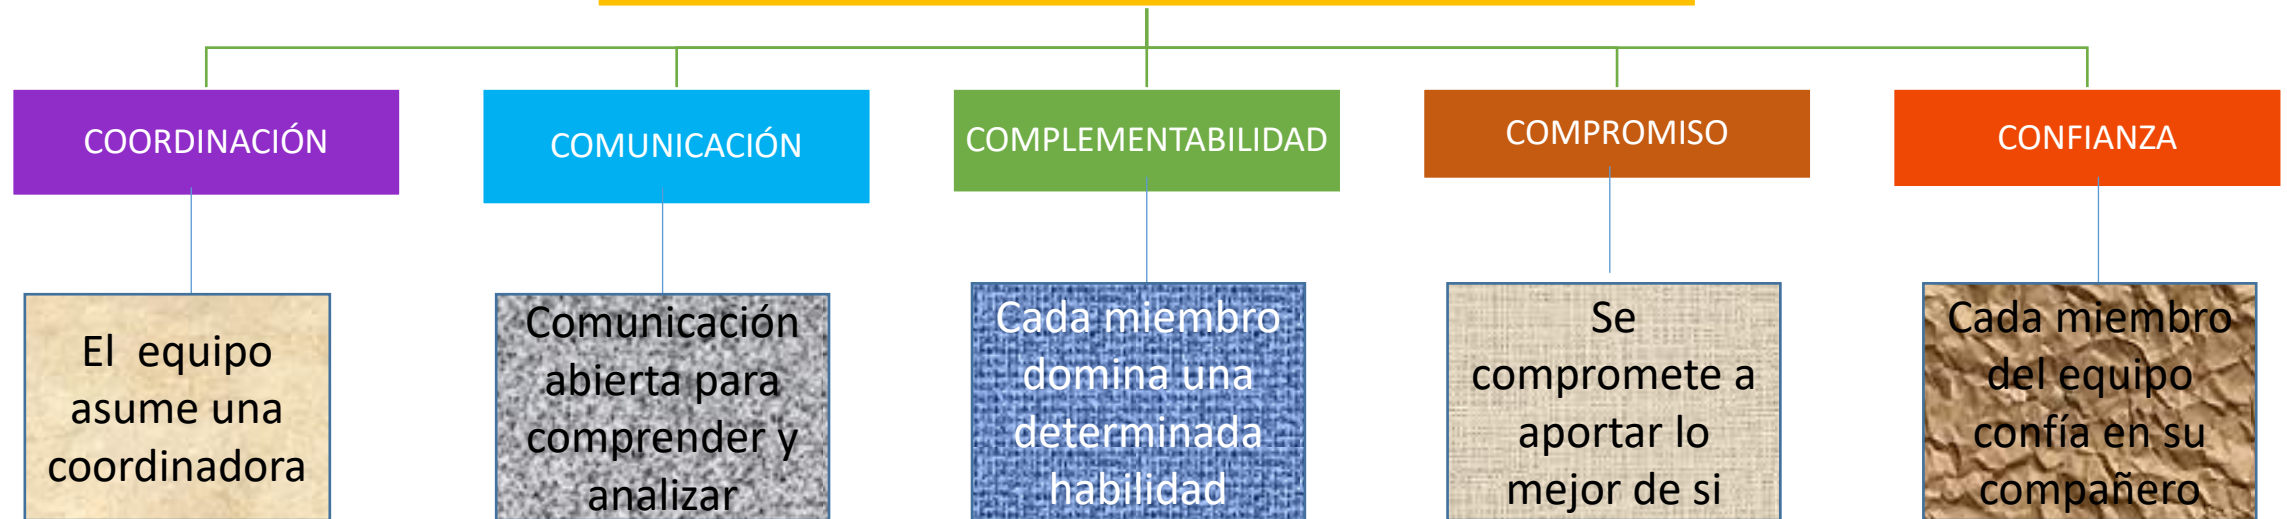 COORDINACIÓN
COMUNICACIÓN
COMPLEMENTABILIDAD
COMPROMISO
CONFIANZA
El equipo
asume una
coordinadora
Comunicación
abierta para
comprender y
analizar
Cada miembro
domina una
determinada
habilidad
Se
compromete a
aportar lo
mejor de si
Cada miembro
del equipo
confía en su
compañero